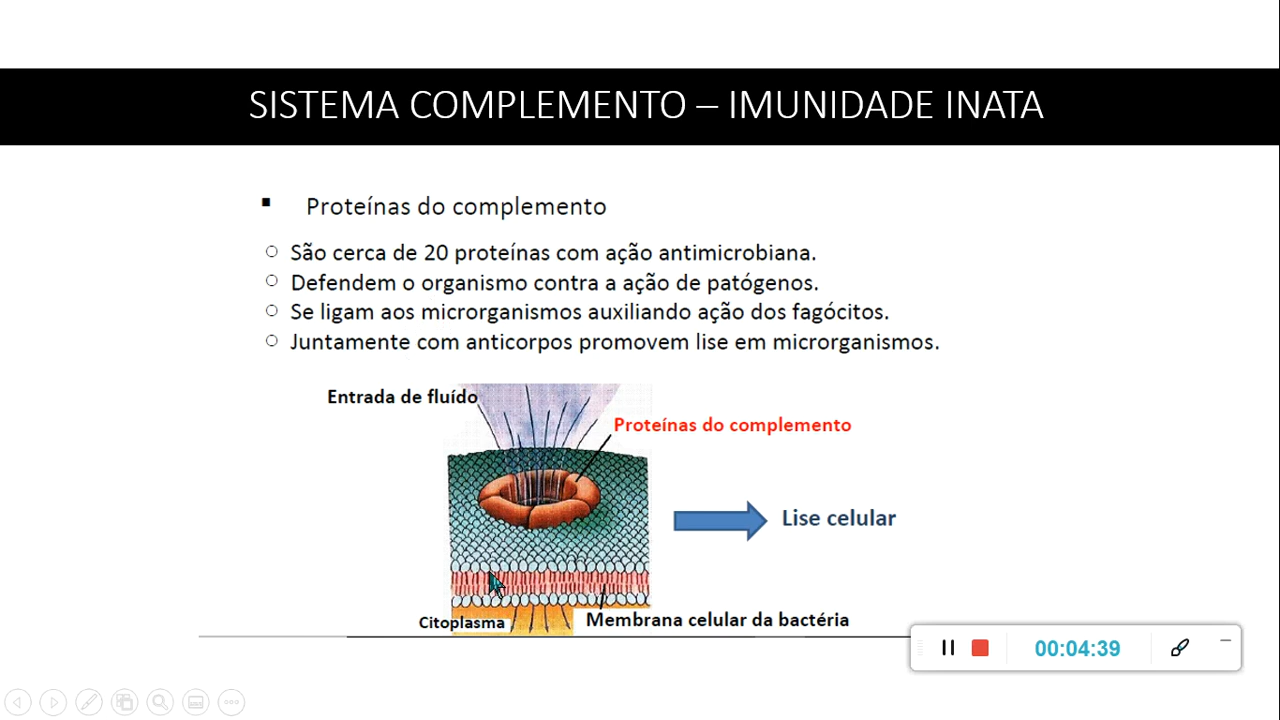 SISTEMA COMPLEMENTO – IMUNIDADE INATA
Proteínas do complemento
São cerca de 20 proteínas com ação antimicrobiana.
Defendem o organismo contra a ação de patógenos.
Se ligam aos microrganismos auxiliando ação dos fagócitos.
Juntamente com anticorpos promovem lise em microrganismos.
Entrada de fluído
Proteínas do complemento
Lise celular
Citoplasma
Membrana celular da bactéria
00:04:39